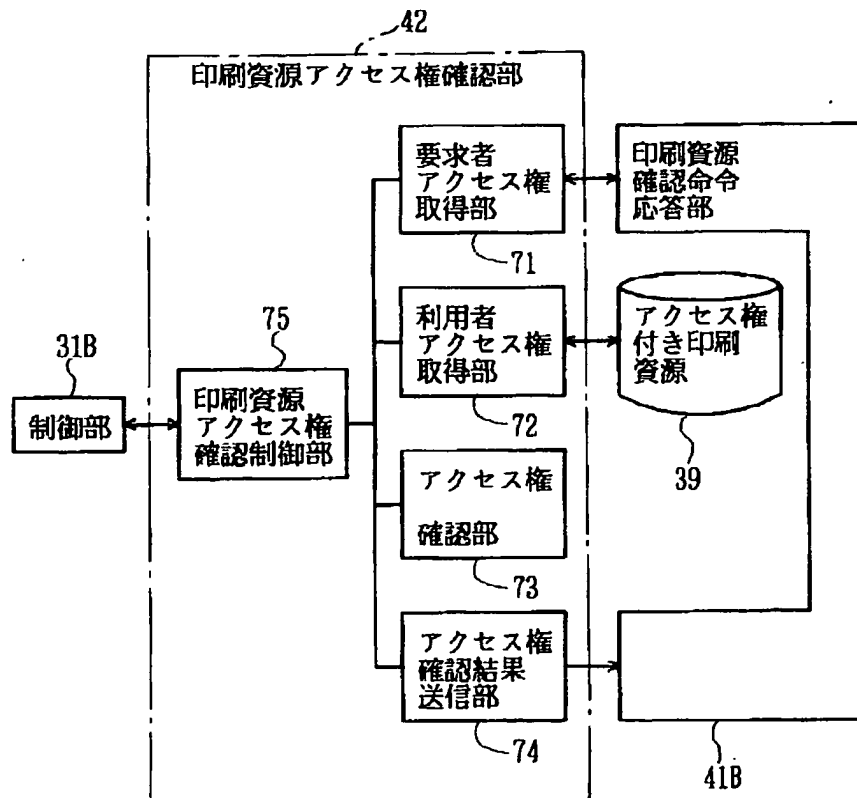 42
印刷資源アクセス権確認部
要求者
アクセス権
取得部
71
印刷資源
確認命令
応答部
利用者
アクセス権
取得部
72
アクセス権
付き印刷
資源
39
75
印刷資源
アクセス権
確認制御部
31B
制御部
アクセス権
確認部
73
アクセス権
確認結果
送信部
74
41B